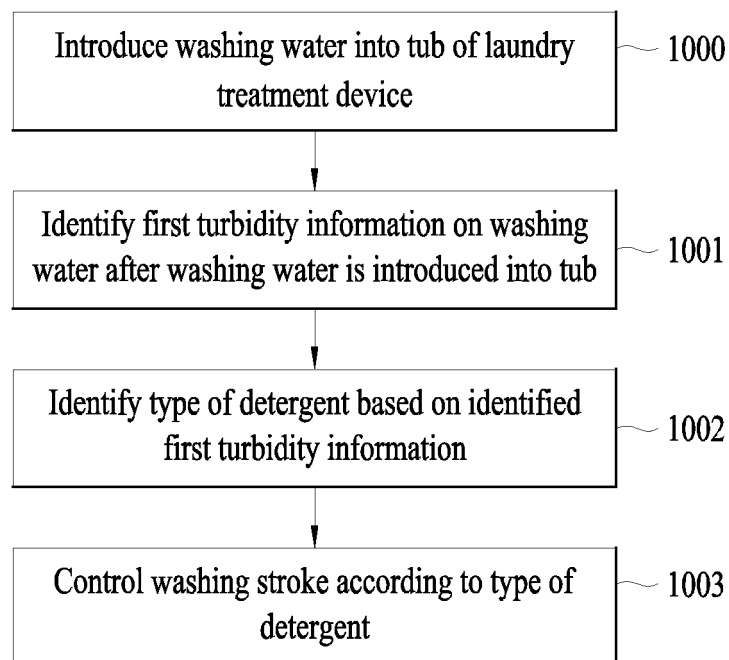 Introduce washing water into tub of laundry
treatment device
1000
Identify first turbidity information on washing
water after washing water is introduced into tub
1001
Identify type of detergent based on identified
first turbidity information
1002
Control washing stroke according to type of
detergent
1003